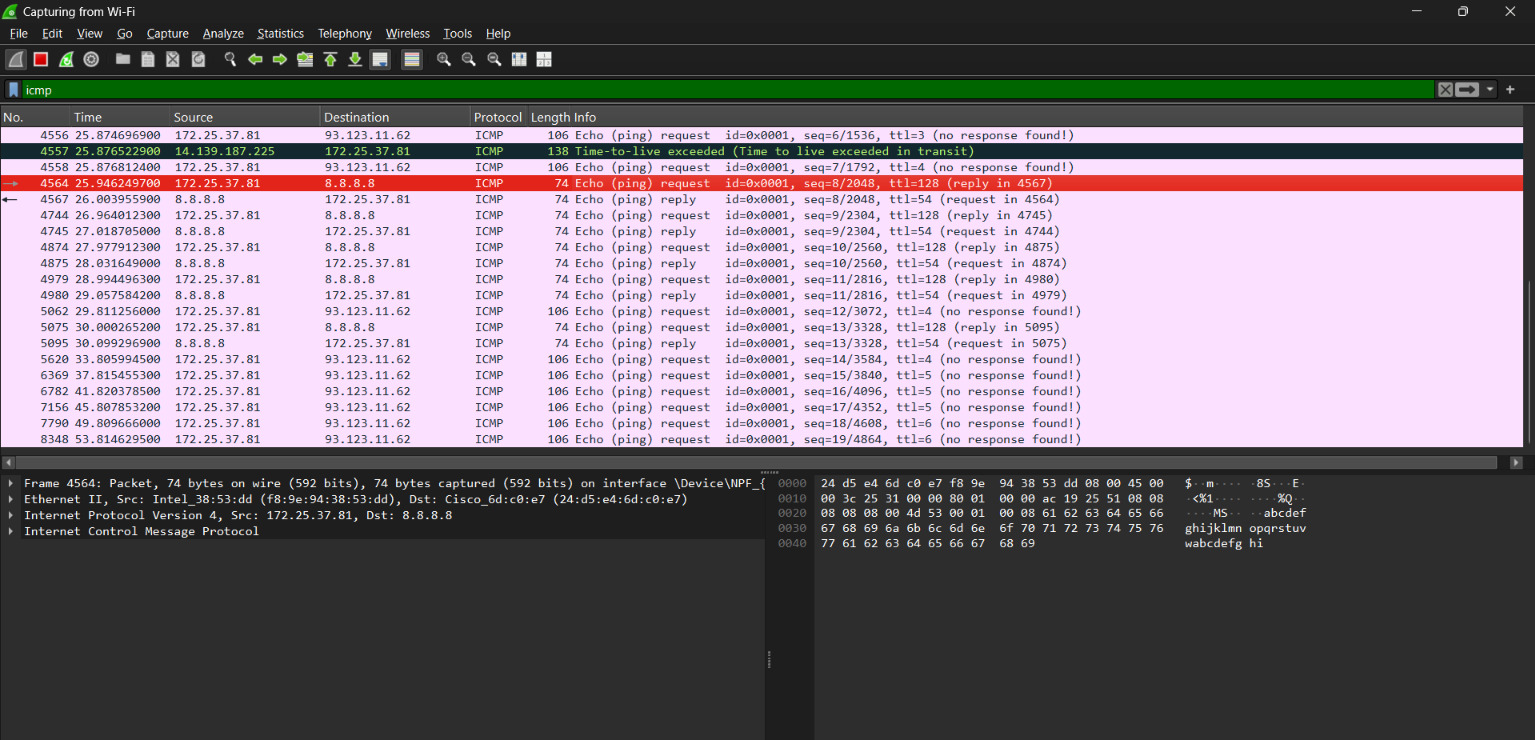 Capturing from Wi-Fi
File Edit View Go Capture Analyze Statistics Telephony Wireless Tools Help
icmp
No. Time Source Destination Protocol Length Info
4556 25.874696900 172.25.37.81 93.123.11.62 ICMP 106 Echo (ping) request id=0x0001, seq=6/1536, ttl=3 (no response found!)
4557 25.876522900 14.139.187.225 172.25.37.81 ICMP 138 Time-to-live exceeded (Time to live exceeded in transit)
4558 25.876812400 172.25.37.81 93.123.11.62 ICMP 106 Echo (ping) request id=0x0001, seq=7/1792, ttl=4 (no response found!)
4564 25.946249700 172.25.37.81 8.8.8.8 ICMP 74 Echo (ping) request id=0x0001, seq=8/2048, ttl=128 (reply in 4567)
4567 26.003955900 8.8.8.8 172.25.37.81 ICMP 74 Echo (ping) reply id=0x0001, seq=8/2048, ttl=54 (request in 4564)
4744 26.964012300 172.25.37.81 8.8.8.8 ICMP 74 Echo (ping) request id=0x0001, seq=9/2304, ttl=128 (reply in 4745)
4745 27.018705000 8.8.8.8 172.25.37.81 ICMP 74 Echo (ping) reply id=0x0001, seq=9/2304, ttl=54 (request in 4744)
4874 27.977912300 172.25.37.81 8.8.8.8 ICMP 74 Echo (ping) request id=0x0001, seq=10/2560, ttl=128 (reply in 4875)
4875 28.031649000 8.8.8.8 172.25.37.81 ICMP 74 Echo (ping) reply id=0x0001, seq=10/2560, ttl=54 (request in 4874)
4979 28.994496300 172.25.37.81 8.8.8.8 ICMP 74 Echo (ping) request id=0x0001, seq=11/2816, ttl=128 (reply in 4980)
4980 29.057584200 8.8.8.8 172.25.37.81 ICMP 74 Echo (ping) reply id=0x0001, seq=11/2816, ttl=54 (request in 4979)
5062 29.811256000 172.25.37.81 93.123.11.62 ICMP 106 Echo (ping) request id=0x0001, seq=12/3072, ttl=4 (no response found!)
5075 30.000265200 172.25.37.81 8.8.8.8 ICMP 74 Echo (ping) request id=0x0001, seq=13/3328, ttl=128 (reply in 5095)
5095 30.099296900 8.8.8.8 172.25.37.81 ICMP 74 Echo (ping) reply id=0x0001, seq=13/3328, ttl=54 (request in 5075)
5620 33.805994500 172.25.37.81 93.123.11.62 ICMP 106 Echo (ping) request id=0x0001, seq=14/3584, ttl=4 (no response found!)
6369 37.815455300 172.25.37.81 93.123.11.62 ICMP 106 Echo (ping) request id=0x0001, seq=15/3840, ttl=5 (no response found!)
6782 41.820378500 172.25.37.81 93.123.11.62 ICMP 106 Echo (ping) request id=0x0001, seq=16/4096, ttl=5 (no response found!)
7156 45.807853200 172.25.37.81 93.123.11.62 ICMP 106 Echo (ping) request id=0x0001, seq=17/4352, ttl=5 (no response found!)
7790 49.809666000 172.25.37.81 93.123.11.62 ICMP 106 Echo (ping) request id=0x0001, seq=18/4608, ttl=6 (no response found!)
8348 53.814629500 172.25.37.81 93.123.11.62 ICMP 106 Echo (ping) request id=0x0001, seq=19/4864, ttl=6 (no response found!)
Frame 4564: Packet, 74 bytes on wire (592 bits), 74 bytes captured (592 bits) on interface \Device\NPF_{
Ethernet II, Src: Intel_38:53:dd (f8:9e:94:38:53:dd), Dst: Cisco_6d:c0:e7 (24:d5:e4:6d:c0:e7)
Internet Protocol Version 4, Src: 172.25.37.81, Dst: 8.8.8.8
Internet Control Message Protocol
0000 24 d5 e4 6d c0 e7 f8 9e 94 38 53 dd 08 00 45 00 $··m···· ·8S···E·
0010 00 3c 25 31 00 00 80 01 00 00 ac 19 25 51 08 08 ·<%1···· ····%Q··
0020 08 08 08 00 4d 53 00 01 00 08 61 62 63 64 65 66 ····MS·· ··abcdef
0030 67 68 69 6a 6b 6c 6d 6e 6f 70 71 72 73 74 75 76 ghijklmn opqrstuv
0040 77 61 62 63 64 65 66 67 68 69 wabcdefg hi